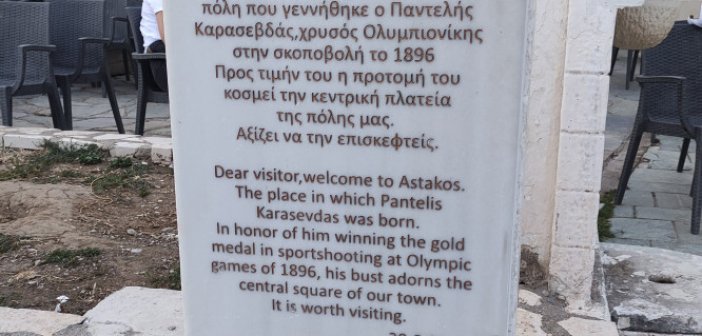 πόλη που γεννήθηκε ο Παντελής
Καρασεβδάς,χρυσός Ολυμπιονίκης
στην σκοποβολή το 1896
Προς τιμήν του η προτομή του
κοσμεί την κεντρική πλατεία
της πόλης μας.
Αξίζει να την επισκεφτείς.
Dear visitor,welcome to Astakos.
The place in which Pantelis
Karasevdas was born.
In honor of him winning the gold
medal in sportshooting at Olympic
games of 1896, his bust adorns the
central square of our town.
It is worth visiting.